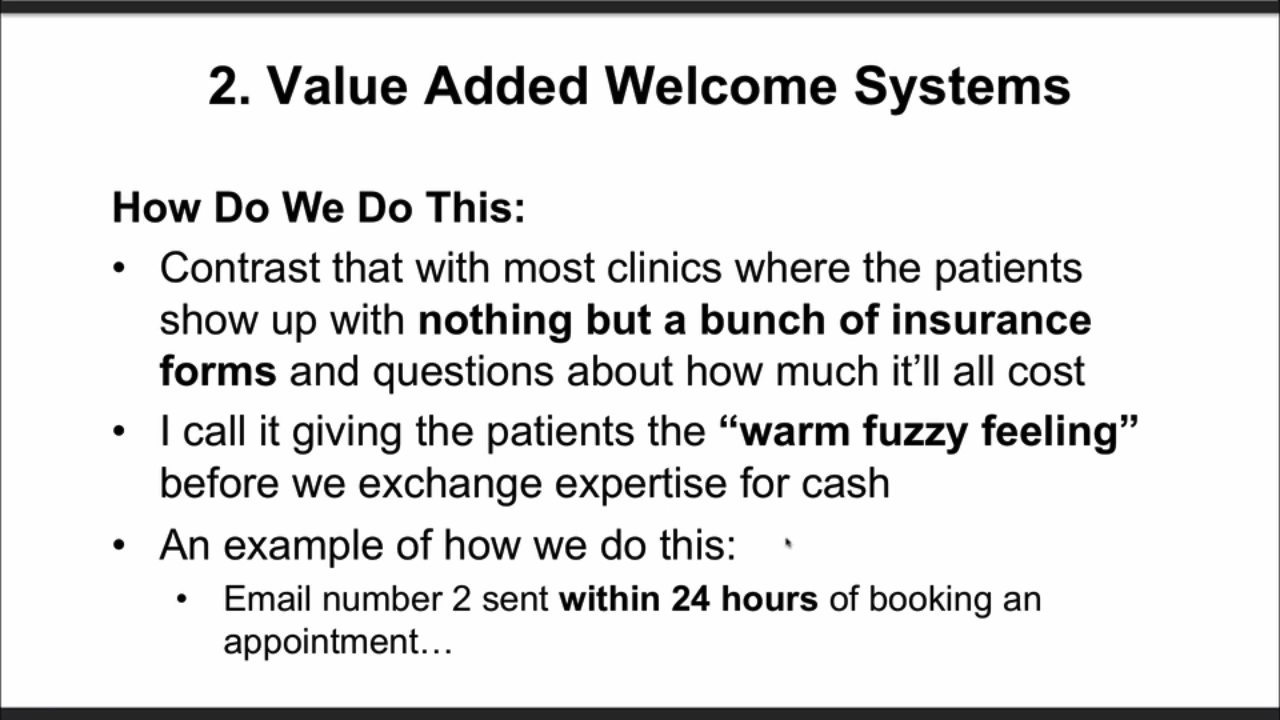 2. Value Added Welcome Systems
How Do We Do This:
• Contrast that with most clinics where the patients
show up with nothing but a bunch of insurance
forms and questions about how much it’ll all cost
• I call it giving the patients the “warm fuzzy feeling”
before we exchange expertise for cash
• An example of how we do this:
• Email number 2 sent within 24 hours of booking an
appointment…